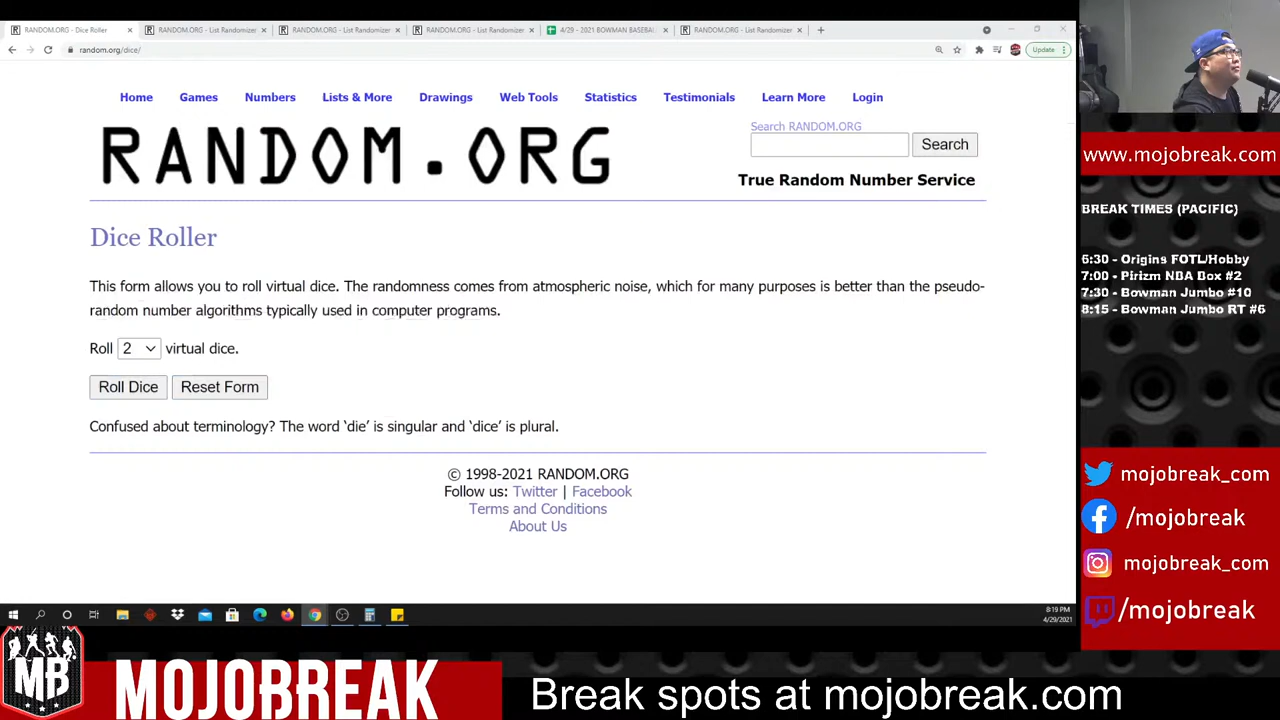 RANDOM.ORG - Dice Roller
RANDOM.ORG - List Randomizer
RANDOM.ORG - List Randomizer
RANDOM.ORG - List Randomizer
4/29 - 2021 BOWMAN BASEBA
RANDOM.ORG - List Randomizer
random.org/dice/
Update
Home
Games
Numbers
Lists & More
Drawings
Web Tools
Statistics
Testimonials
Learn More
Login
RANDOM.ORG
Search RANDOM.ORG
Search
True Random Number Service
Dice Roller
This form allows you to roll virtual dice. The randomness comes from atmospheric noise, which for many purposes is better than the pseudo-
random number algorithms typically used in computer programs.
Roll 2 virtual dice.
Roll Dice
Reset Form
Confused about terminology? The word ‘die’ is singular and ‘dice’ is plural.
© 1998-2021 RANDOM.ORG
Follow us: Twitter | Facebook
Terms and Conditions
About Us
8:19 PM
4/29/2021
www.mojobreak.com
BREAK TIMES (PACIFIC)
6:30 - Origins FOTL/Hobby
7:00 - Pirizm NBA Box #2
7:30 - Bowman Jumbo #10
8:15 - Bowman Jumbo RT #6
mojobreak_com
/mojobreak
mojobreak_com
/mojobreak
MB
MOJOBREAK
Break spots at mojobreak.com